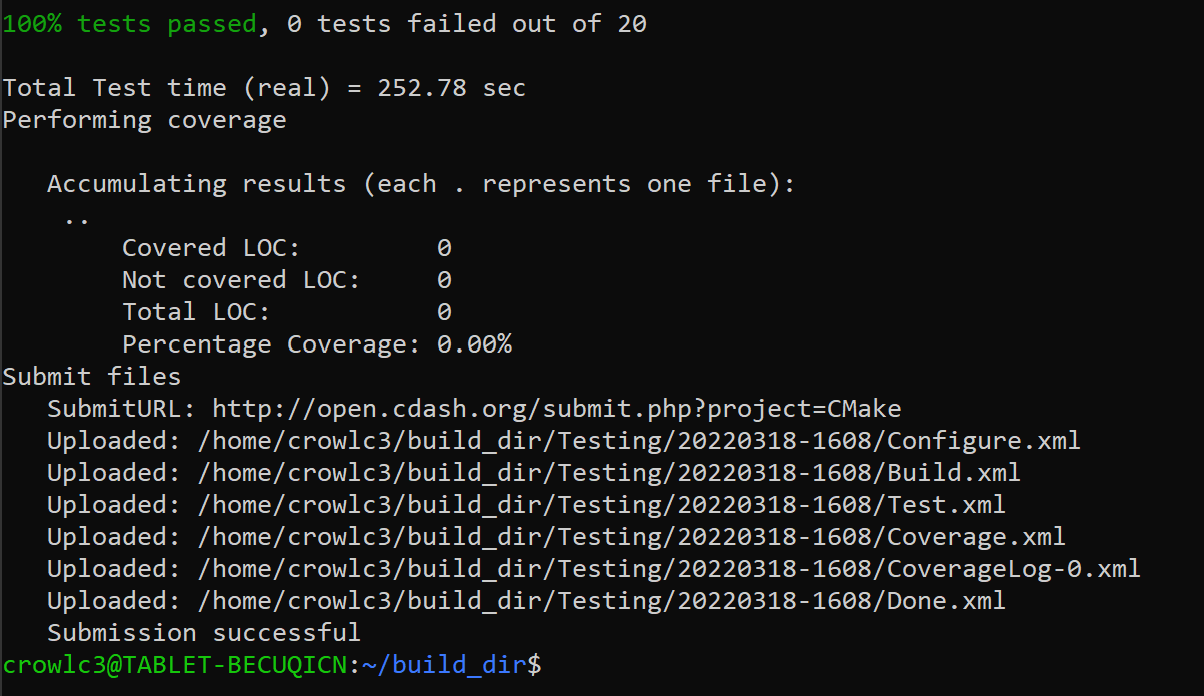 100% tests passed, 0 tests failed out of 20
Total Test time (real) = 252.78 sec
Performing coverage
Accumulating results (each . represents one file):
..
Covered LOC: 0
Not covered LOC: 0
Total LOC: 0
Percentage Coverage: 0.00%
Submit files
SubmitURL: http://open.cdash.org/submit.php?project=CMake
Uploaded: /home/crowlc3/build_dir/Testing/20220318-1608/Configure.xml
Uploaded: /home/crowlc3/build_dir/Testing/20220318-1608/Build.xml
Uploaded: /home/crowlc3/build_dir/Testing/20220318-1608/Test.xml
Uploaded: /home/crowlc3/build_dir/Testing/20220318-1608/Coverage.xml
Uploaded: /home/crowlc3/build_dir/Testing/20220318-1608/CoverageLog-0.xml
Uploaded: /home/crowlc3/build_dir/Testing/20220318-1608/Done.xml
Submission successful
crowlc3@TABLET-BECUQICN:~/build_dir$